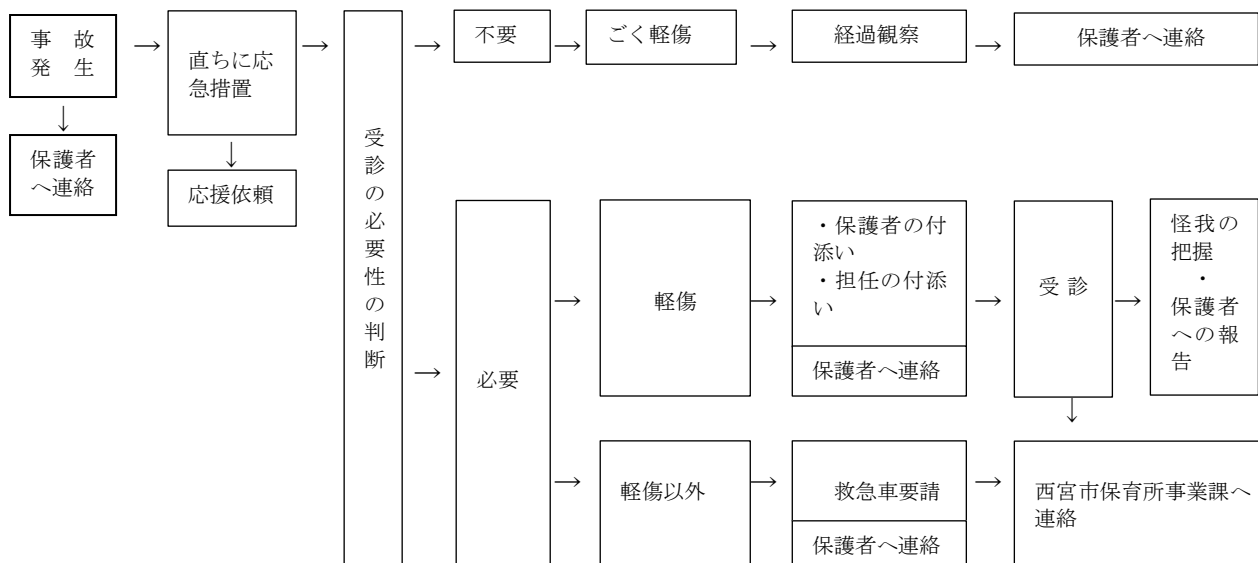 事　故
発　生
保護者
へ連絡
直ちに応
急措置
応援依頼
受診の必要性の判断
不要
ごく軽傷
経過観察
保護者へ連絡
必要
軽傷
・保護者の付
添い
・担任の付添
い
保護者へ連絡
受 診
怪我の
把握
・
保護者
への報
告
軽傷以外
救急車要請
保護者へ連絡
西宮市保育所事業課へ
連絡